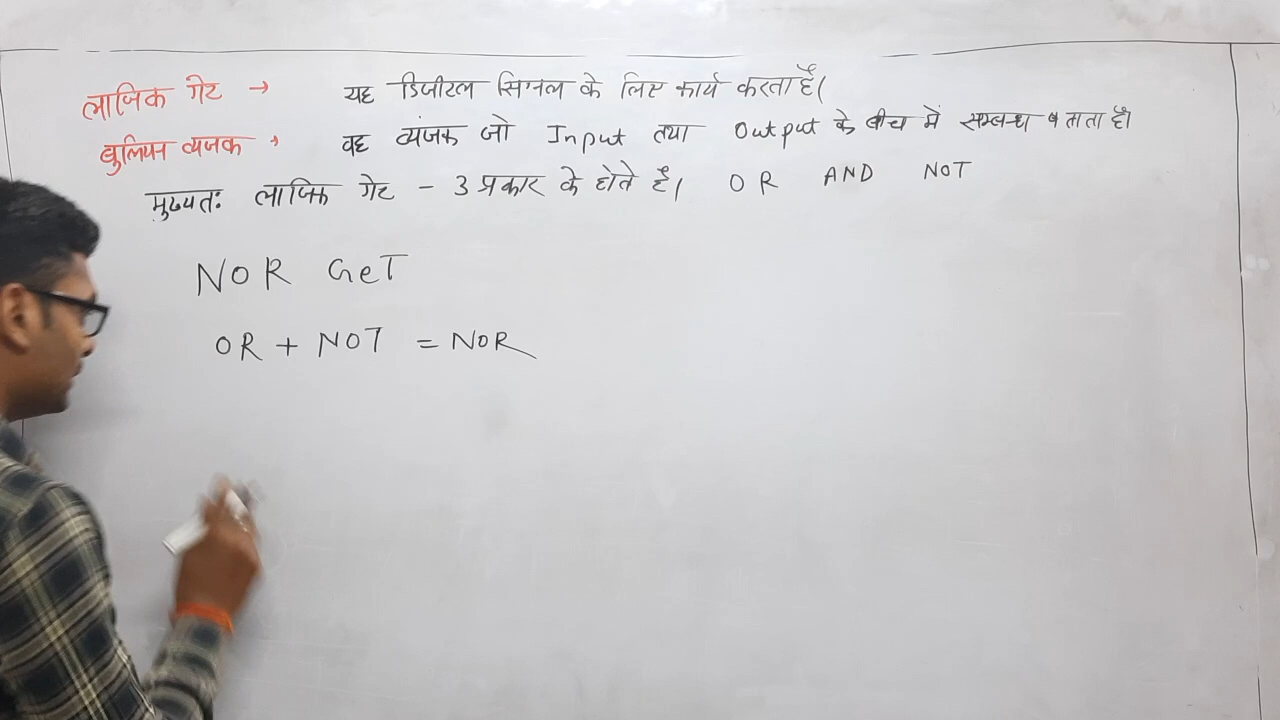 लाजिक गेट → यह डिजीटल सिग्नल के लिए कार्य करता है।
बुलियन व्यजक → वह व्यंजक जो Input तथा Output के बीच में सम्बन्ध बताता है।
मुख्यतः लाजिक गेट - 3 प्रकार के होते है। OR AND NOT
NOR GeT
OR + NOT = NOR